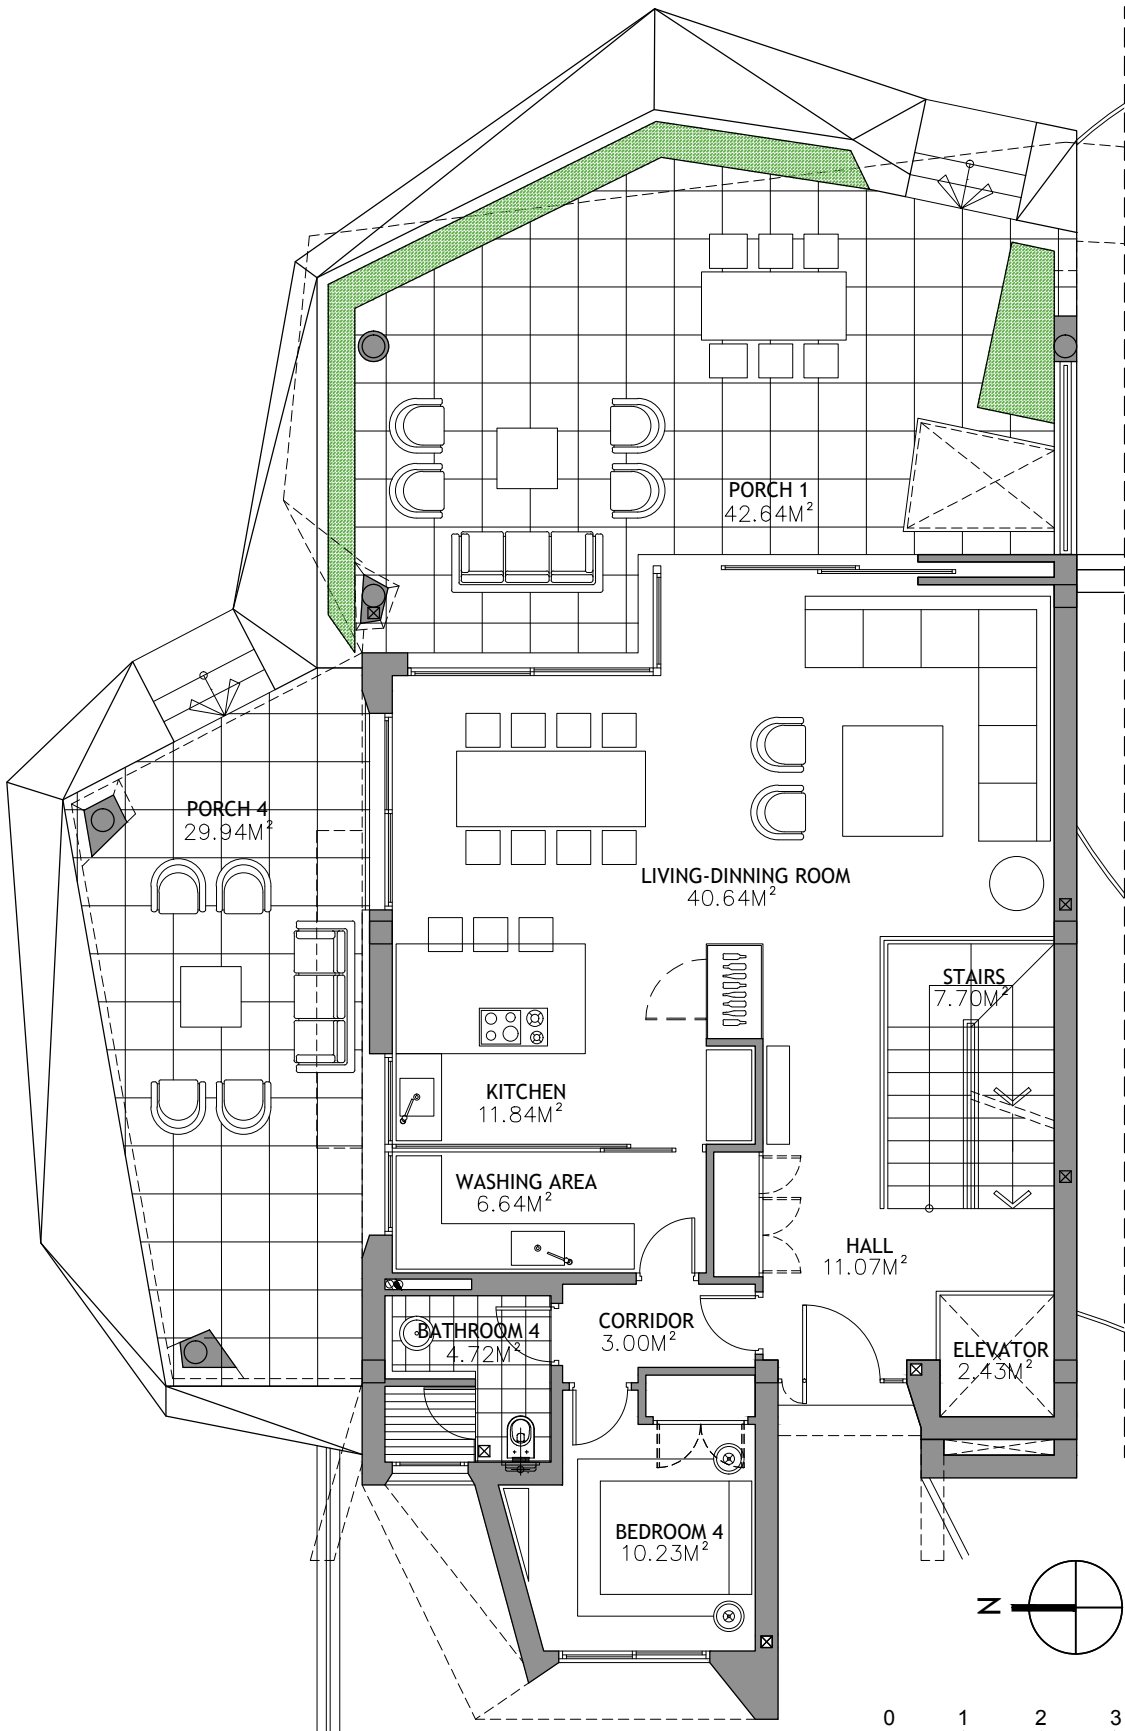 PORCH 1
42.64M²
PORCH 4
29.94M²
LIVING-DINNING ROOM
40.64M²
STAIRS
7.70M²
KITCHEN
11.84M²
WASHING AREA
6.64M²
HALL
11.07M²
BATHROOM 4
4.72M²
CORRIDOR
3.00M²
ELEVATOR
2.43M²
BEDROOM 4
10.23M²
N
0 1 2 3